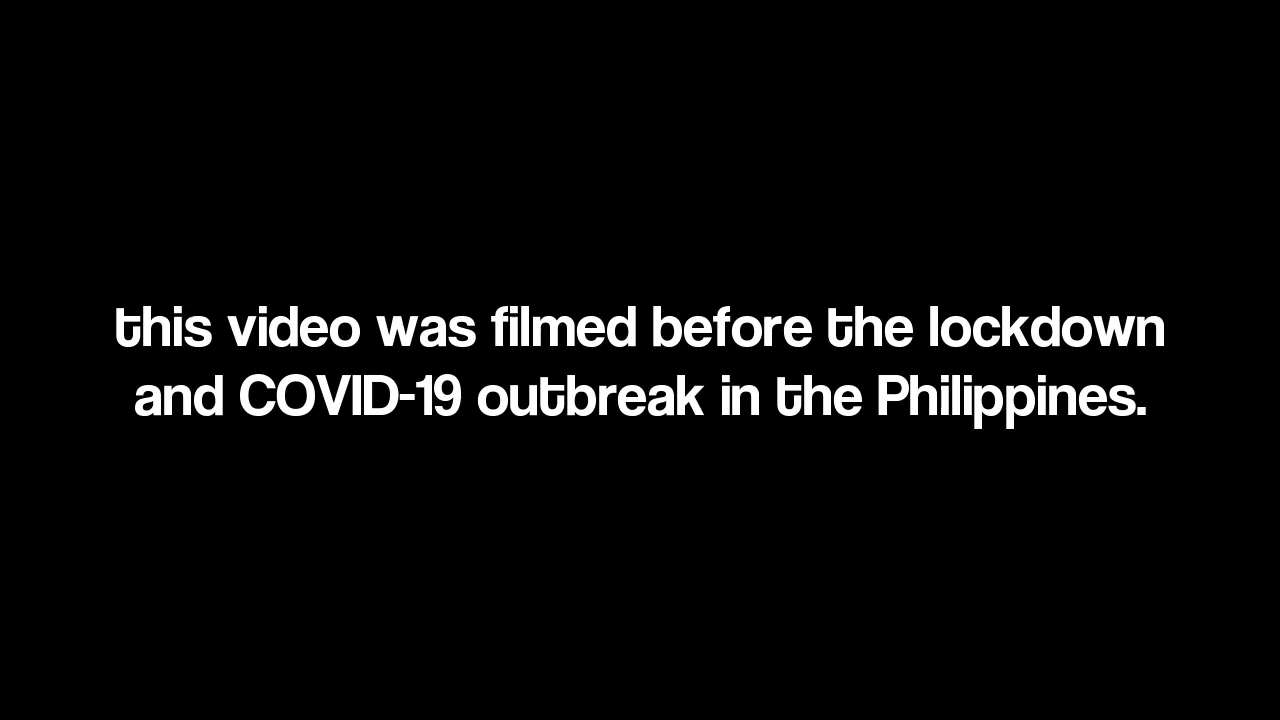 this video was filmed before the lockdown
and COVID-19 outbreak in the Philippines.